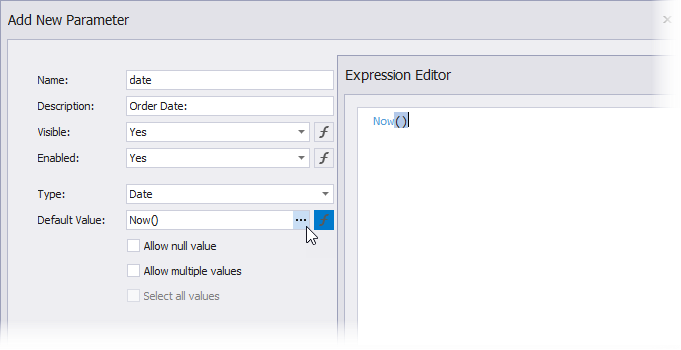 Add New Parameter
Name: date
Description: Order Date:
Visible: Yes
Enabled: Yes
Type: Date
Default Value: Now() ...
Allow null value
Allow multiple values
Select all values
Expression Editor
Now()